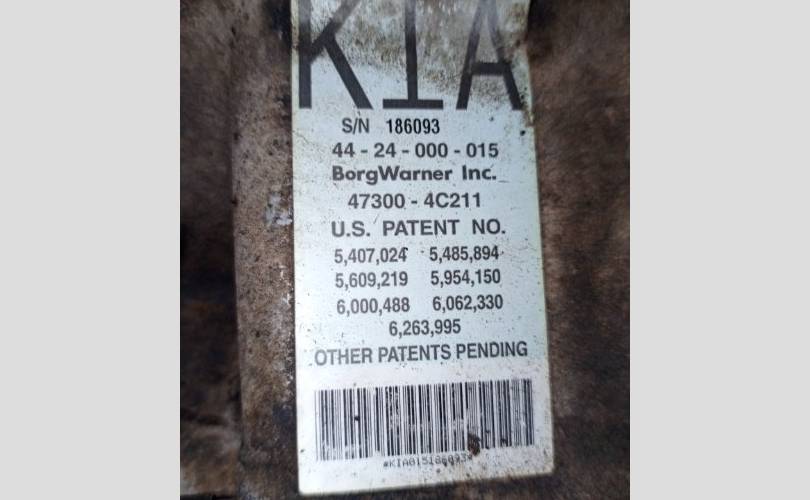 KIA
S/N 186093
44 - 24 - 000 - 015
BorgWarner Inc.
47300 - 4C211
U.S. PATENT NO.
5,407,024 5,485,894
5,609,219 5,954,150
6,000,488 6,062,330
6,263,995
OTHER PATENTS PENDING
*KIA015186093*